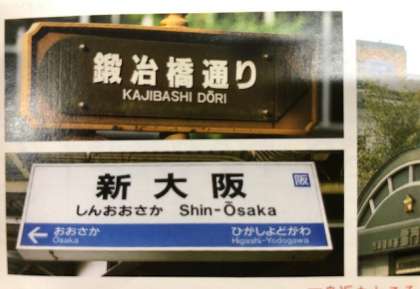 鍛冶橋通り
KAJIBASHI DŌRI
新大阪
阪
しんおおさか Shin-Ōsaka
おおさか ひがしよどがわ
Ōsaka Higashi-Yodogawa